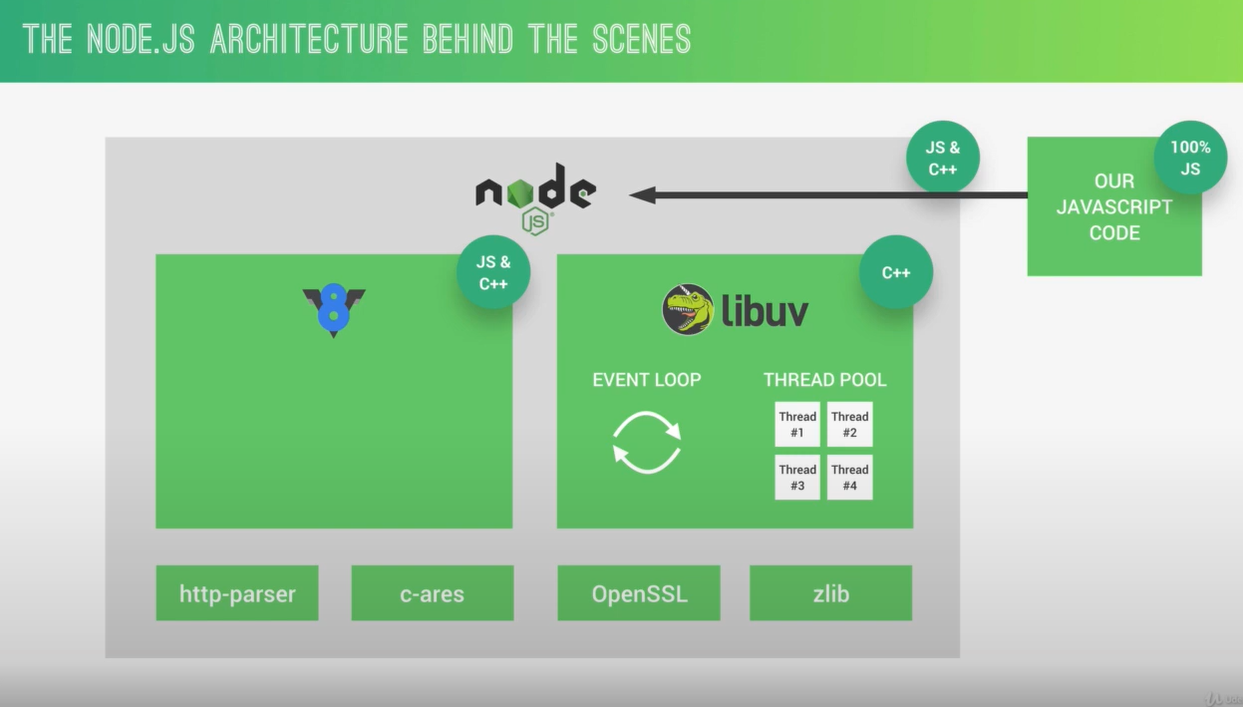 THE NODE.JS ARCHITECTURE BEHIND THE SCENES
node
JS
JS &
C++
OUR
JAVASCRIPT
CODE
100%
JS
V8
JS &
C++
libuv
C++
EVENT LOOP
THREAD POOL
Thread
#1
Thread
#2
Thread
#3
Thread
#4
http-parser
c-ares
OpenSSL
zlib